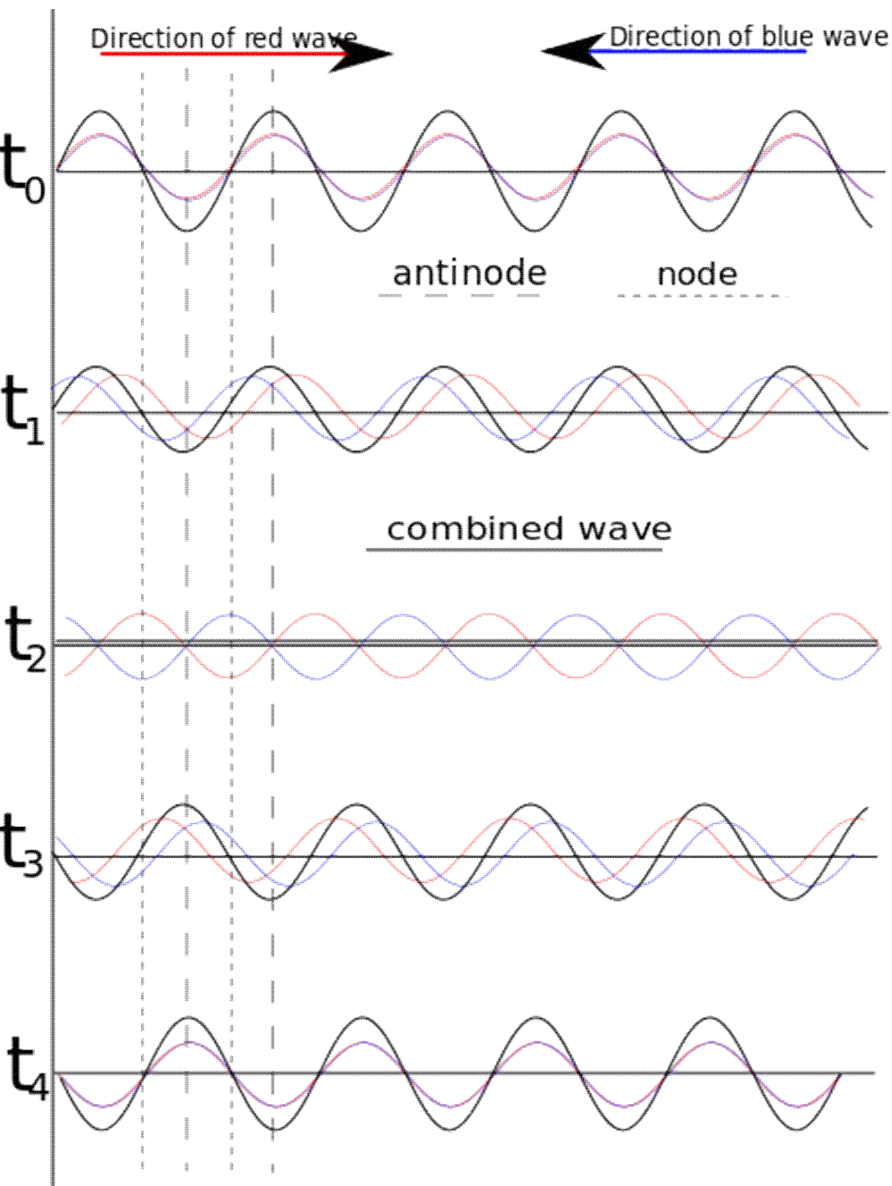 Direction of red wave
Direction of blue wave
t0
antinode
node
t1
combined wave
t2
t3
t4